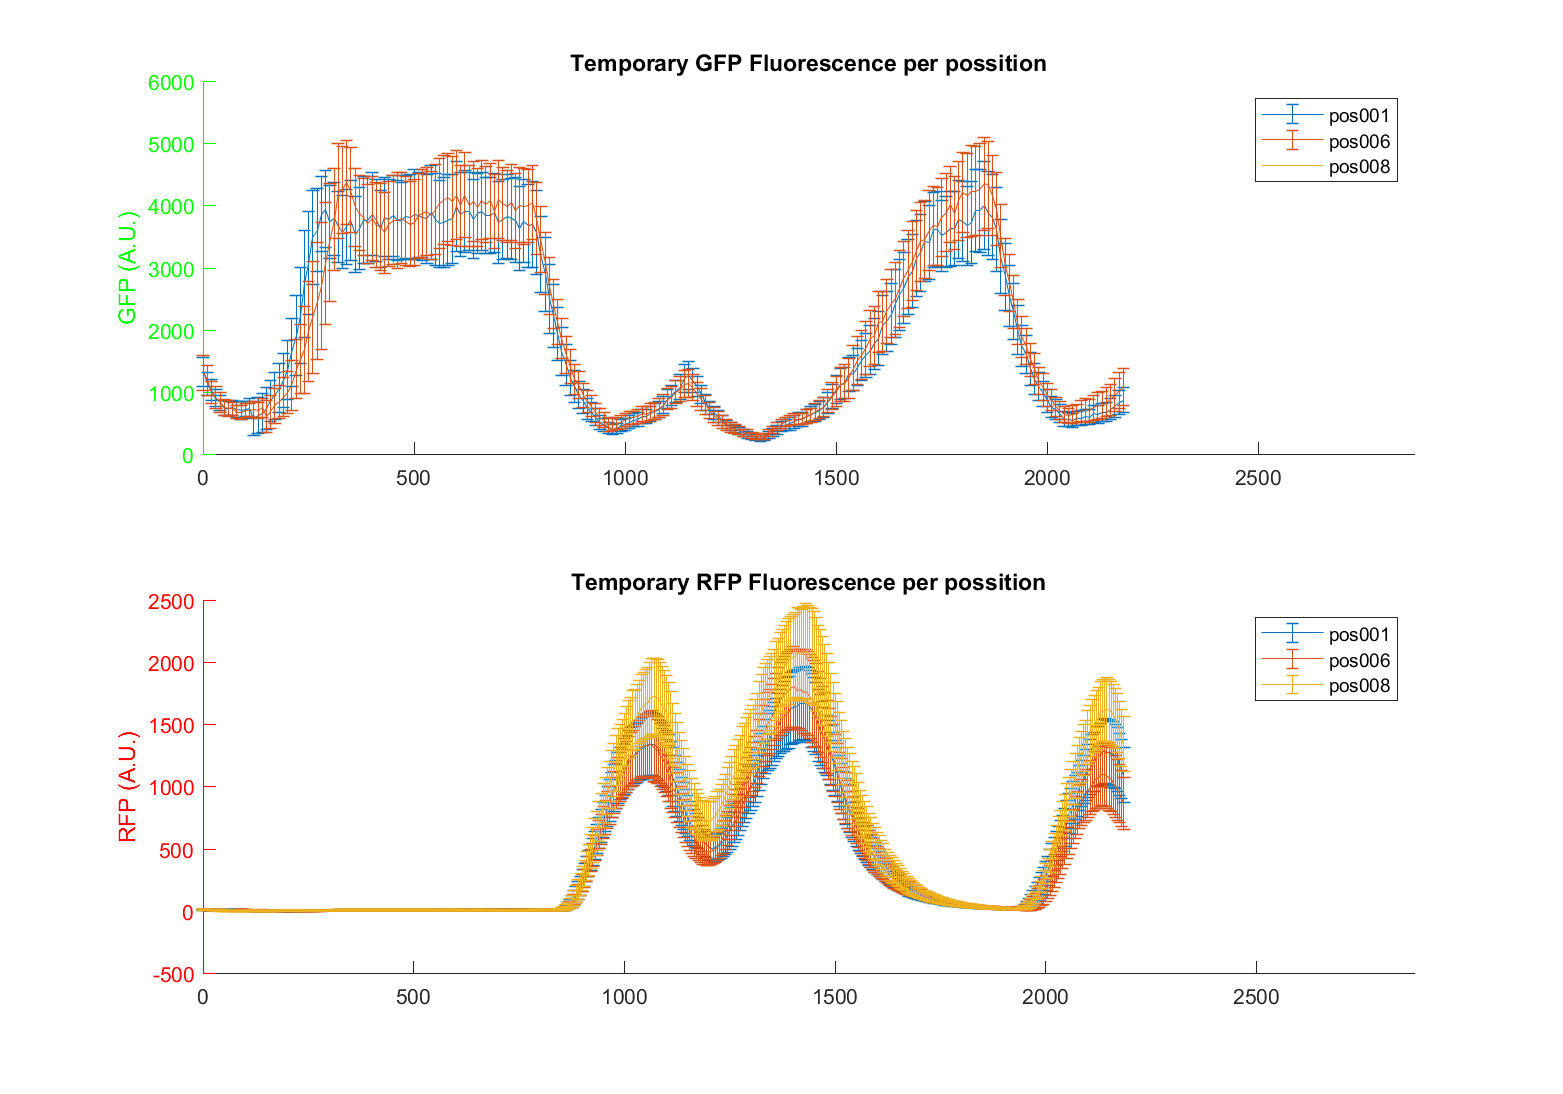 Temporary GFP Fluorescence per possition
6000
5000
4000
3000
2000
1000
0
GFP (A.U.)
0 500 1000 1500 2000 2500
pos001
pos006
pos008
Temporary RFP Fluorescence per possition
2500
2000
1500
1000
500
0
-500
RFP (A.U.)
0 500 1000 1500 2000 2500
pos001
pos006
pos008